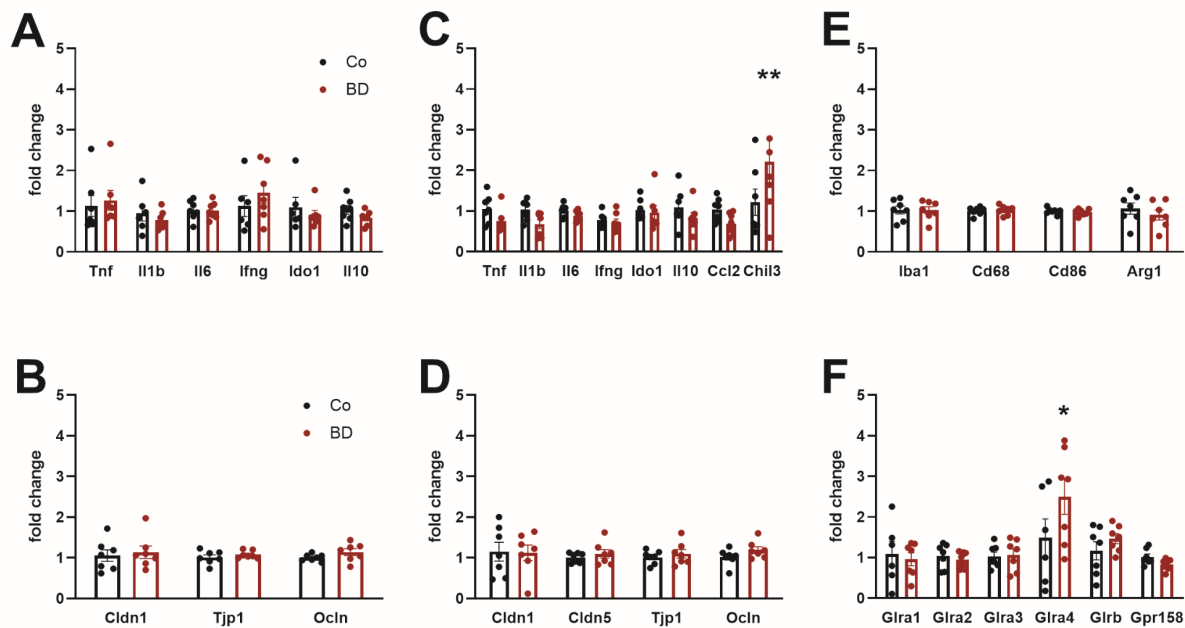 A
5
4
3
2
1
0
fold change
Co
BD
Tnf Il1b Il6 Ifng Ido1 Il10
C
5
4
3
2
1
0
fold change
**
Tnf Il1b Il6 Ifng Ido1 Il10 Ccl2 Chil3
E
5
4
3
2
1
0
fold change
Iba1 Cd68 Cd86 Arg1
B
5
4
3
2
1
0
fold change
Co
BD
Cldn1 Tjp1 Ocln
D
5
4
3
2
1
0
fold change
Cldn1 Cldn5 Tjp1 Ocln
F
5
4
3
2
1
0
fold change
*
Glra1 Glra2 Glra3 Glra4 Glrb Gpr158